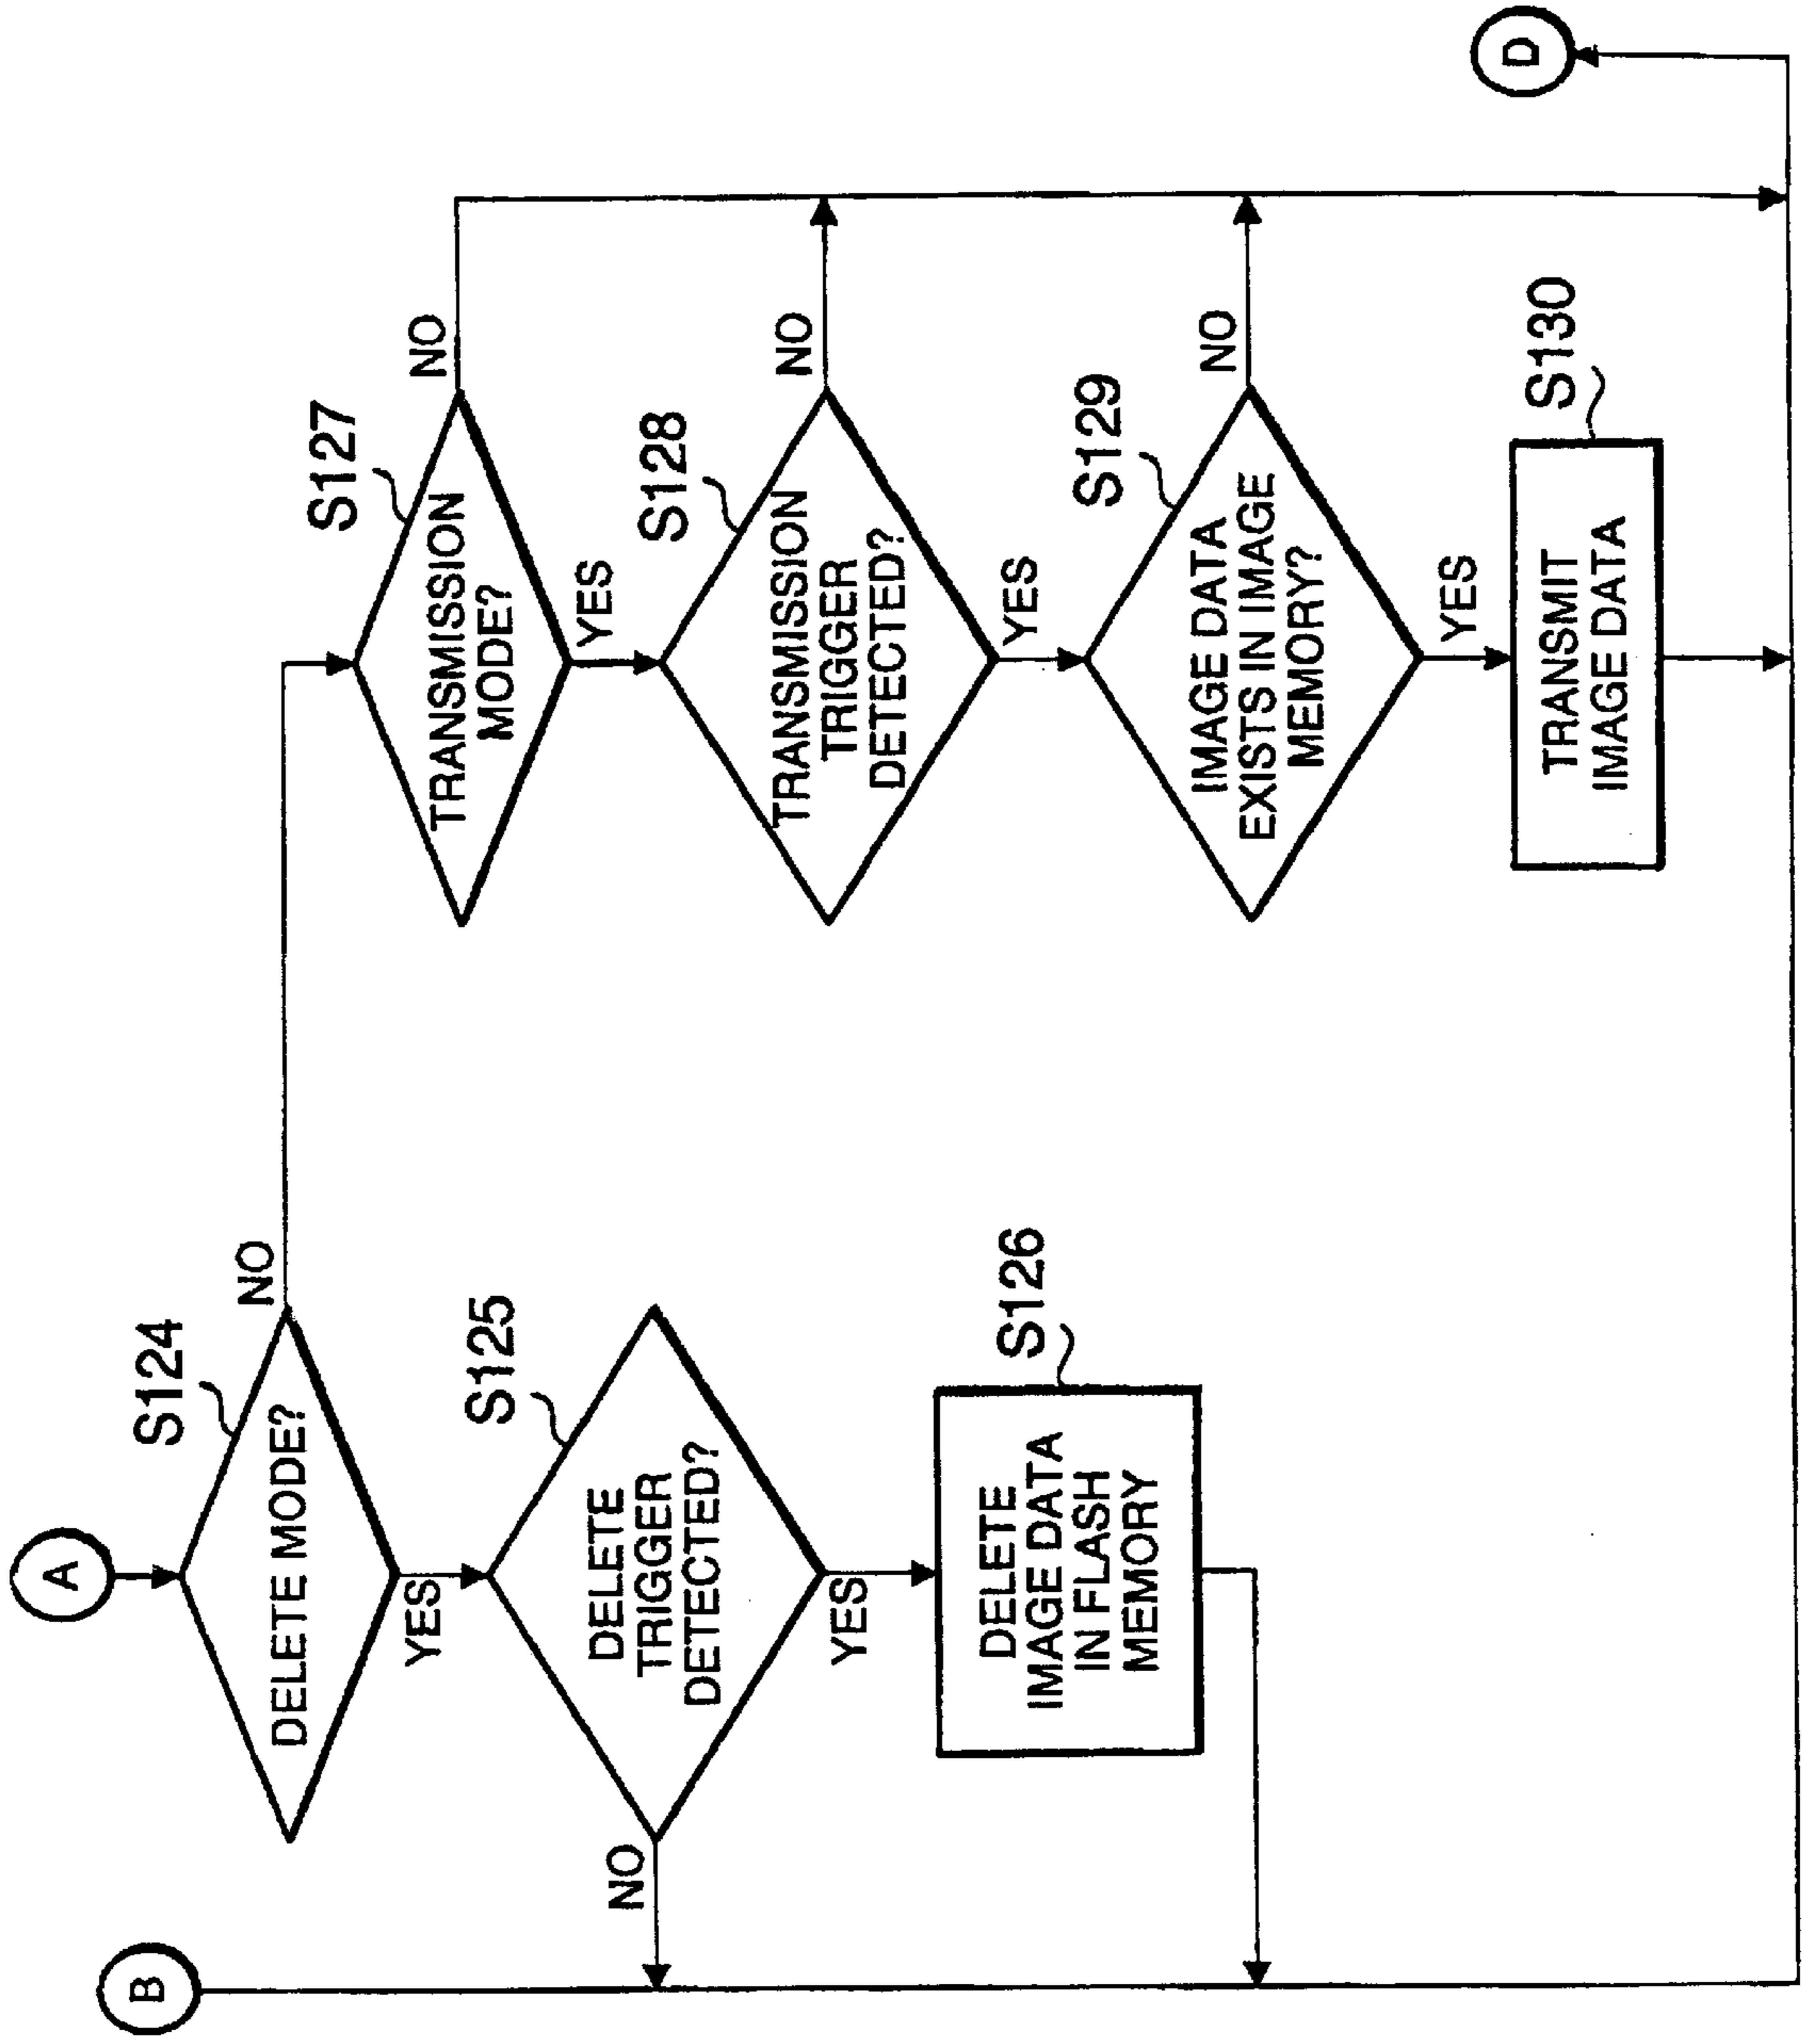 A
S124
DELETE MODE?
NO
YES
S125
DELETE
TRIGGER
DETECTED?
NO
YES
S126
DELETE
IMAGE DATA
IN FLASH
MEMORY
B
S127
TRANSMISSION
MODE?
NO
YES
S128
TRANSMISSION
TRIGGER
DETECTED?
NO
YES
S129
IMAGE DATA
EXISTS IN IMAGE
MEMORY?
NO
YES
S130
TRANSMIT
IMAGE DATA
D